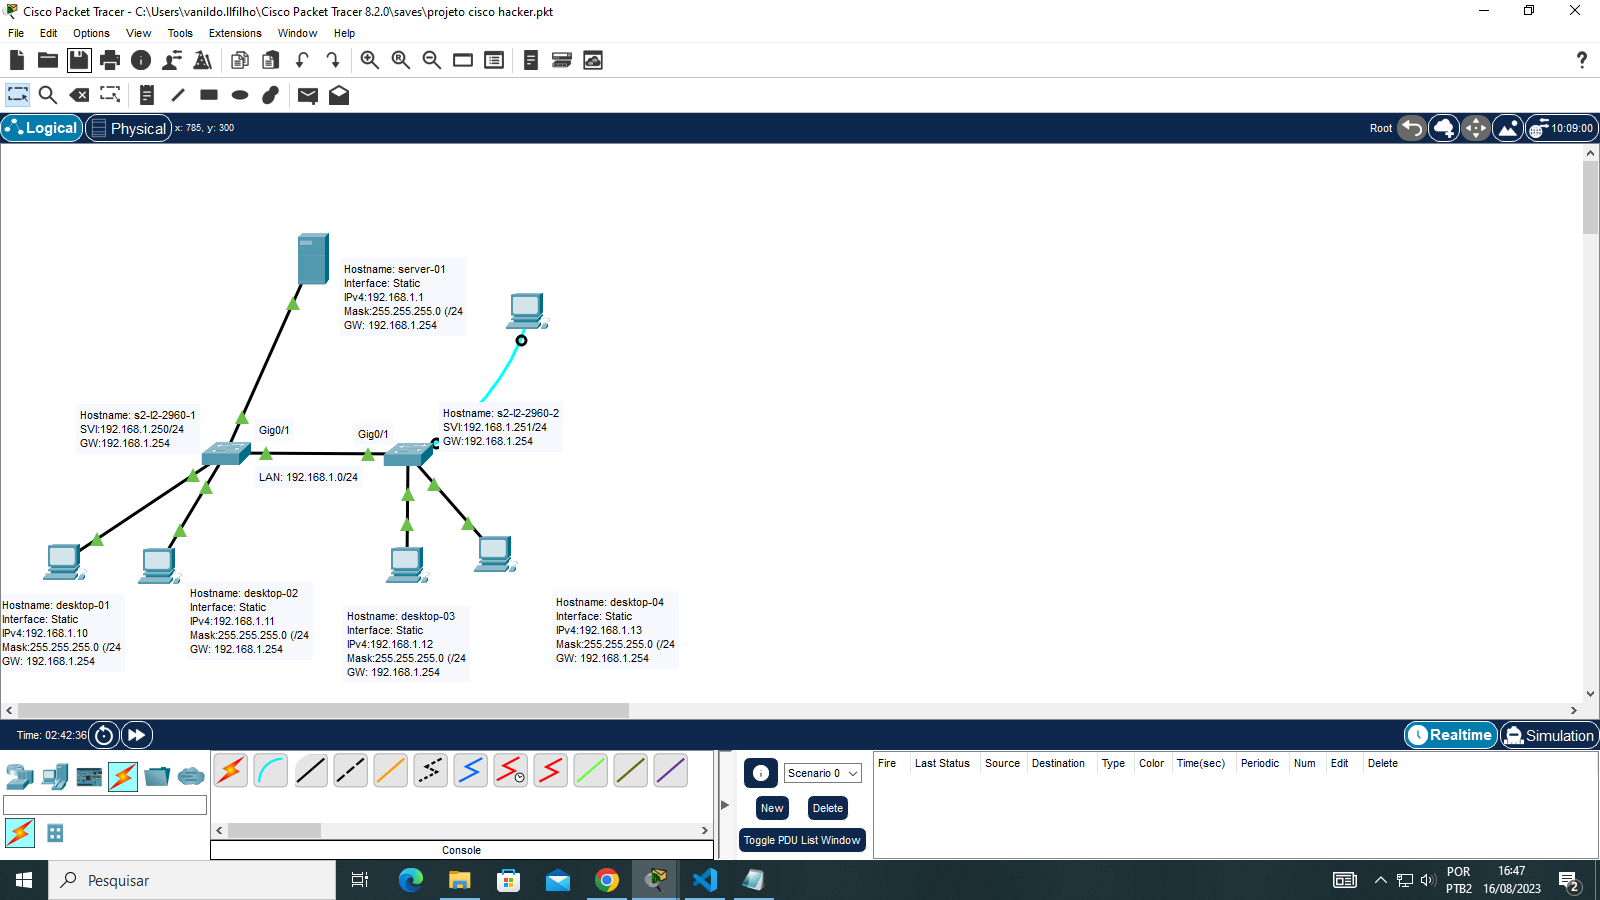 Cisco Packet Tracer - C:\Users\vanildo.llfilho\Cisco Packet Tracer 8.2.0\saves\projeto cisco hacker.pkt
File Edit Options View Tools Extensions Window Help
?
Logical Physical x: 785, y: 300 Root 10:09:00
Hostname: server-01
Interface: Static
IPv4:192.168.1.1
Mask:255.255.255.0 (/24
GW: 192.168.1.254
Hostname: s2-l2-2960-1
SVI:192.168.1.250/24
GW:192.168.1.254
Gig0/1
Gig0/1
Hostname: s2-l2-2960-2
SVI:192.168.1.251/24
GW:192.168.1.254
LAN: 192.168.1.0/24
Hostname: desktop-01
Interface: Static
IPv4:192.168.1.10
Mask:255.255.255.0 (/24
GW: 192.168.1.254
Hostname: desktop-02
Interface: Static
IPv4:192.168.1.11
Mask:255.255.255.0 (/24
GW: 192.168.1.254
Hostname: desktop-03
Interface: Static
IPv4:192.168.1.12
Mask:255.255.255.0 (/24
GW: 192.168.1.254
Hostname: desktop-04
Interface: Static
IPv4:192.168.1.13
Mask:255.255.255.0 (/24
GW: 192.168.1.254
Time: 02:42:36 Realtime Simulation
Scenario 0
New Delete
Toggle PDU List Window
Fire Last Status Source Destination Type Color Time(sec) Periodic Num Edit Delete
Console
Pesquisar
POR
PTB2
16:47
16/08/2023
2